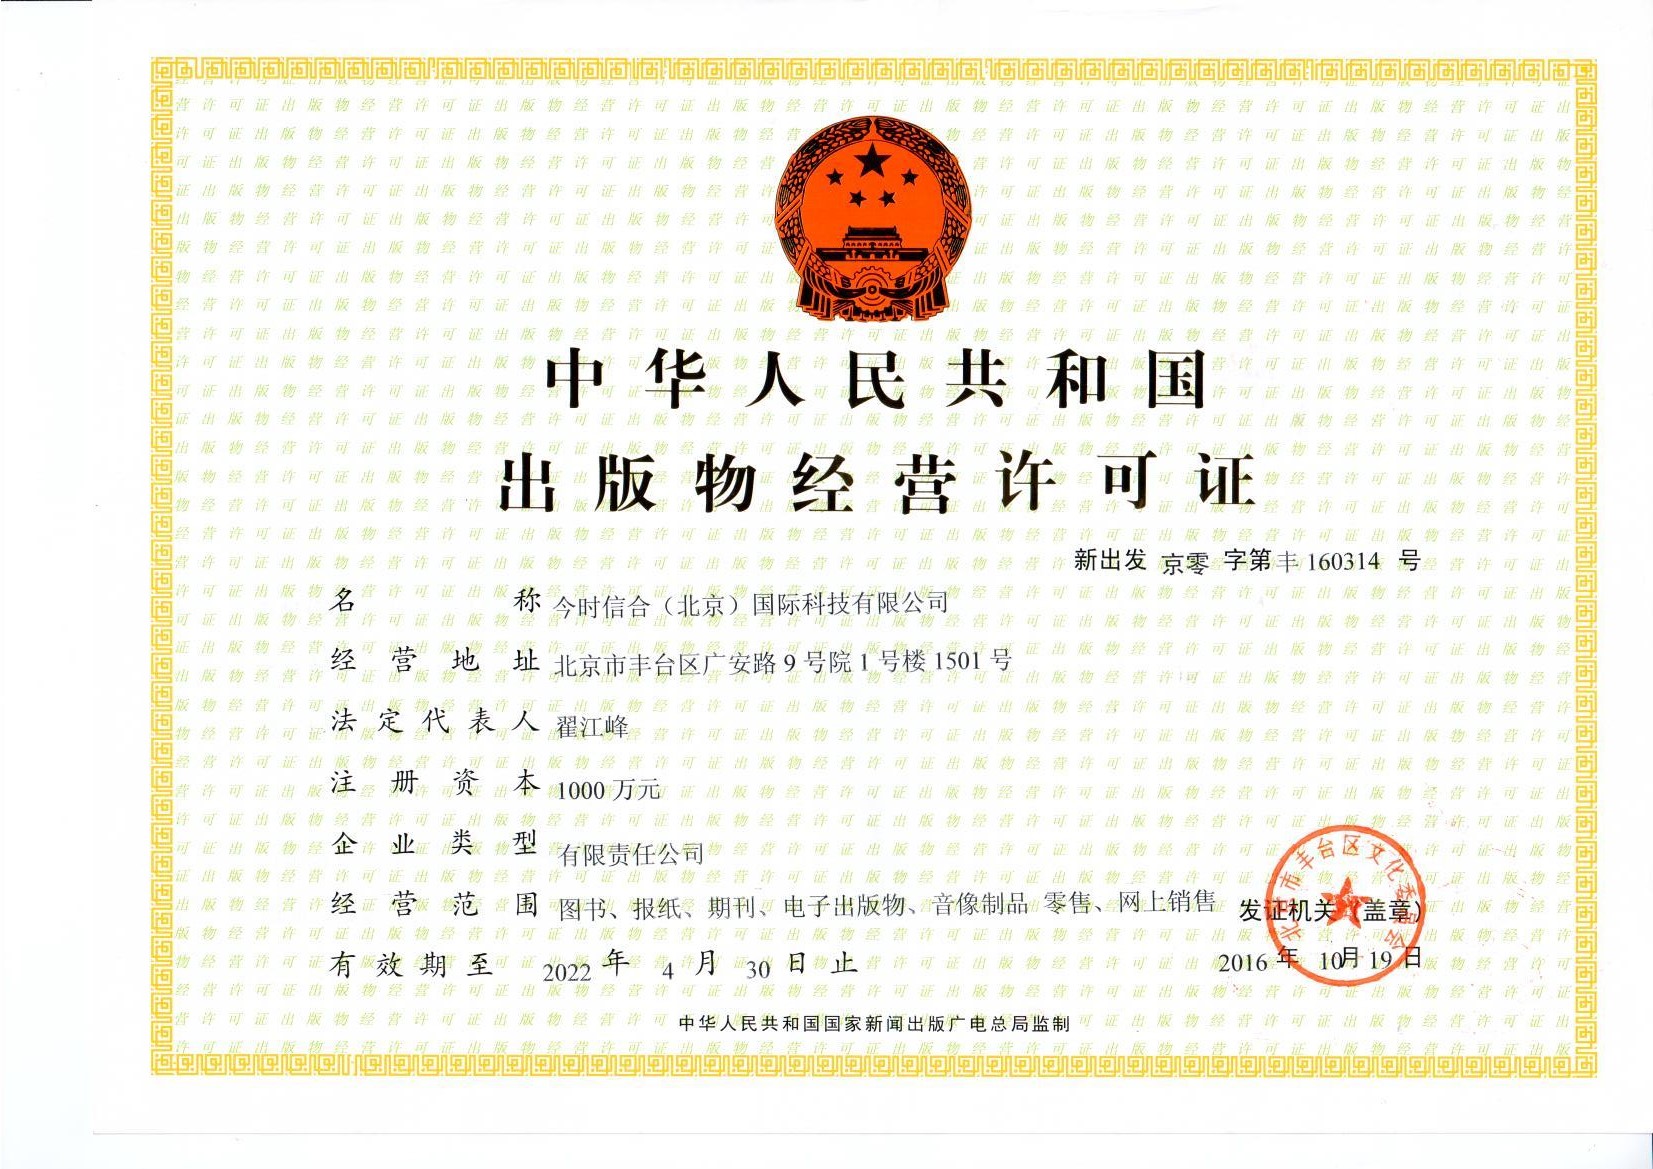 中华人民共和国
出版物经营许可证
新出发 京零 字第丰 160314 号
名称 今时信合（北京）国际科技有限公司
经营地址 北京市丰台区广安路 9 号院 1 号楼 1501 号
法定代表人 翟江峰
注册资本 1000 万元
企业类型 有限责任公司
经营范围 图书、报纸、期刊、电子出版物、音像制品 零售、网上销售
发证机关（盖章）
北京市丰台区文化委员会
有效期至 2022 年 4 月 30 日止
2016 年 10月 19 日
中华人民共和国国家新闻出版广电总局监制